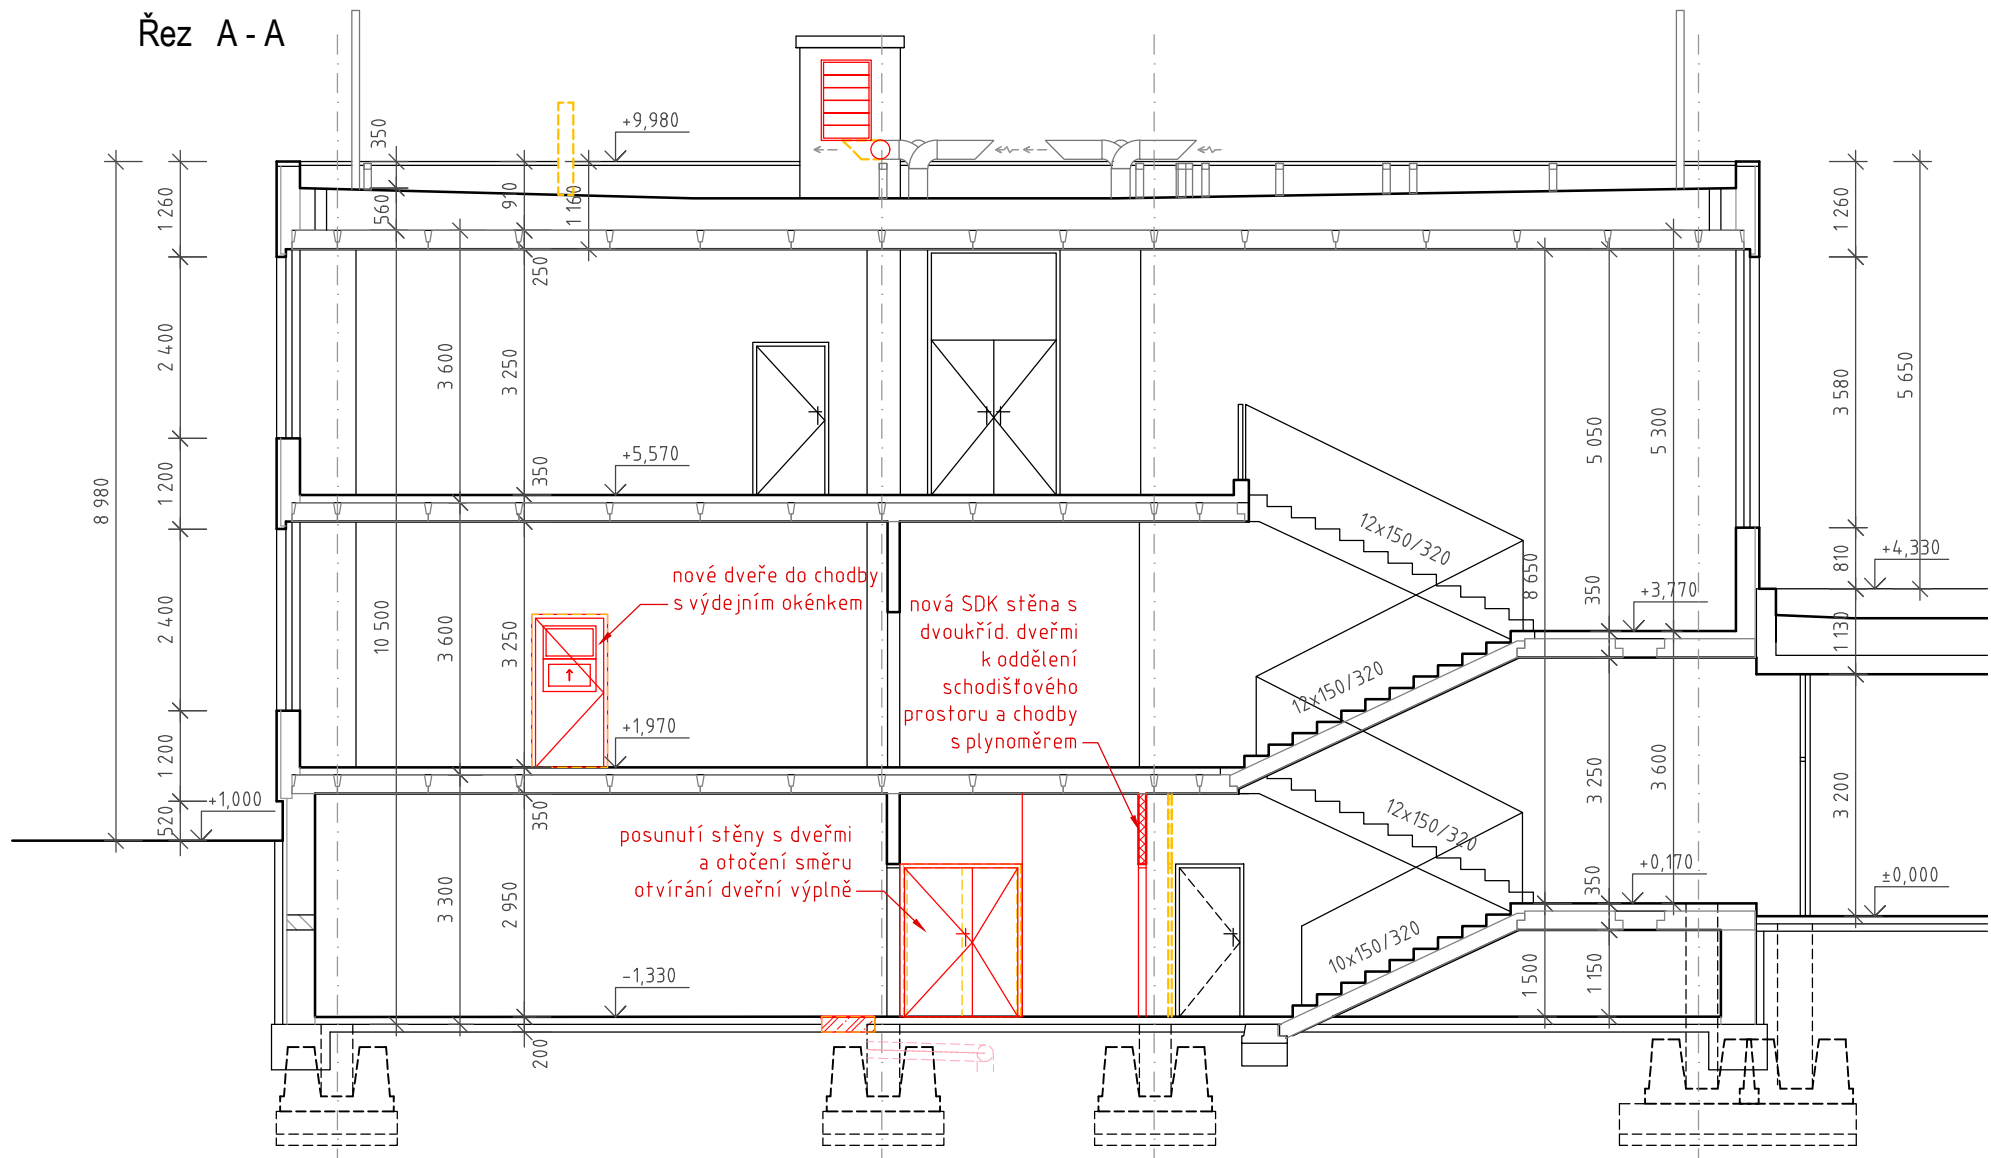 Řez A - A
+9,980
350
560
910
1 160
1 260
1 260
250
2 400
3 600
3 250
3 580
5 650
5 050
5 300
+5,570
350
1 200
8 980
12x150/320
8 650
810
+4,330
nové dveře do chodby
s výdejním okénkem
nová SDK stěna s
dvoukříd. dveřmi
k oddělení
schodišťového
prostoru a chodby
s plynoměrem
2 400
10 500
3 600
3 250
350
+3,770
1 130
12x150/320
+1,970
1 200
3 250
3 600
3 200
+1,000
520
350
12x150/320
posunutí stěny s dveřmi
a otočení směru
otvírání dveřní výplně
+0,170
±0,000
350
3 300
2 950
10x150/320
-1,330
1 500
1 150
200